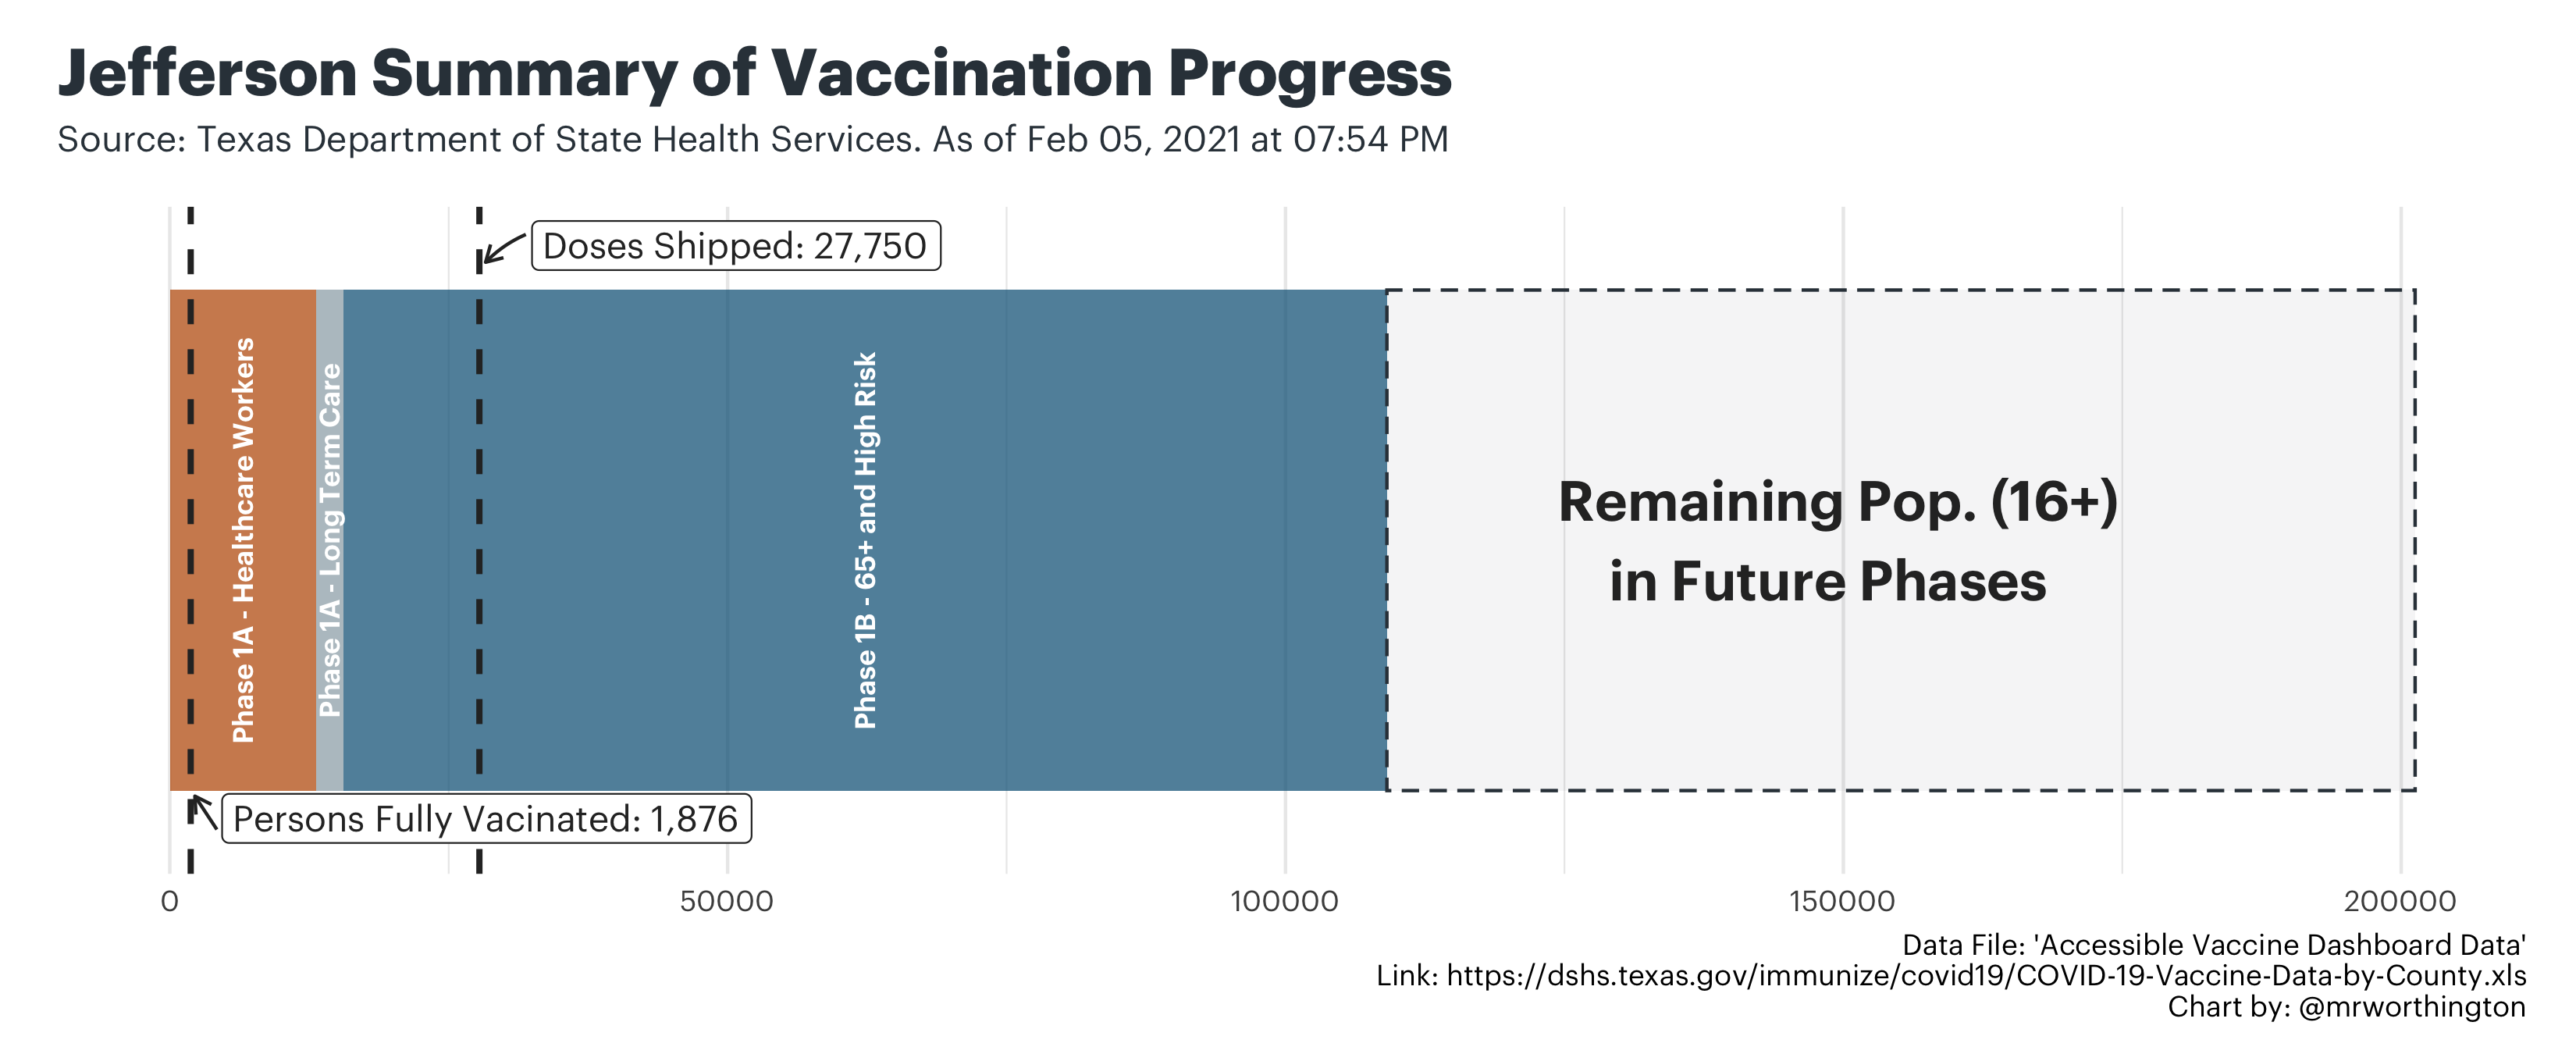 Jefferson Summary of Vaccination Progress
Source: Texas Department of State Health Services. As of Feb 05, 2021 at 07:54 PM
Doses Shipped: 27,750
Phase 1A - Healthcare Workers
Phase 1A - Long Term Care
Phase 1B - 65+ and High Risk
Remaining Pop. (16+)
in Future Phases
Persons Fully Vacinated: 1,876
0 50000 100000 150000 200000
Data File: 'Accessible Vaccine Dashboard Data'
Link: https://dshs.texas.gov/immunize/covid19/COVID-19-Vaccine-Data-by-County.xls
Chart by: @mrworthington